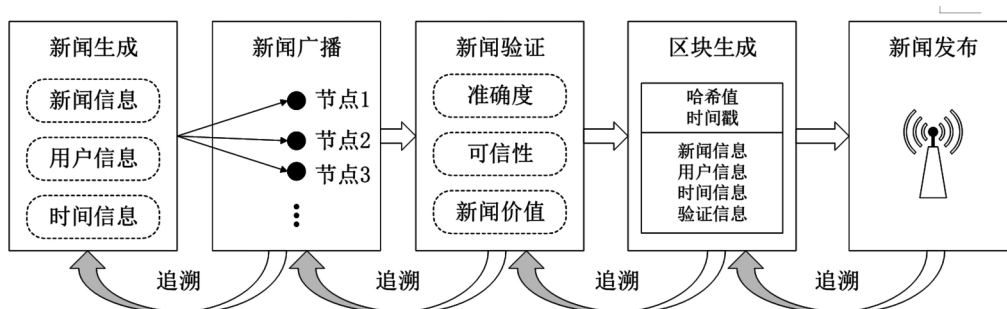 新闻生成
新闻信息
用户信息
时间信息
新闻广播
节点1
节点2
节点3
新闻验证
准确度
可信性
新闻价值
区块生成
哈希值
时间戳
新闻信息
用户信息
时间信息
验证信息
新闻发布
追溯
追溯
追溯
追溯